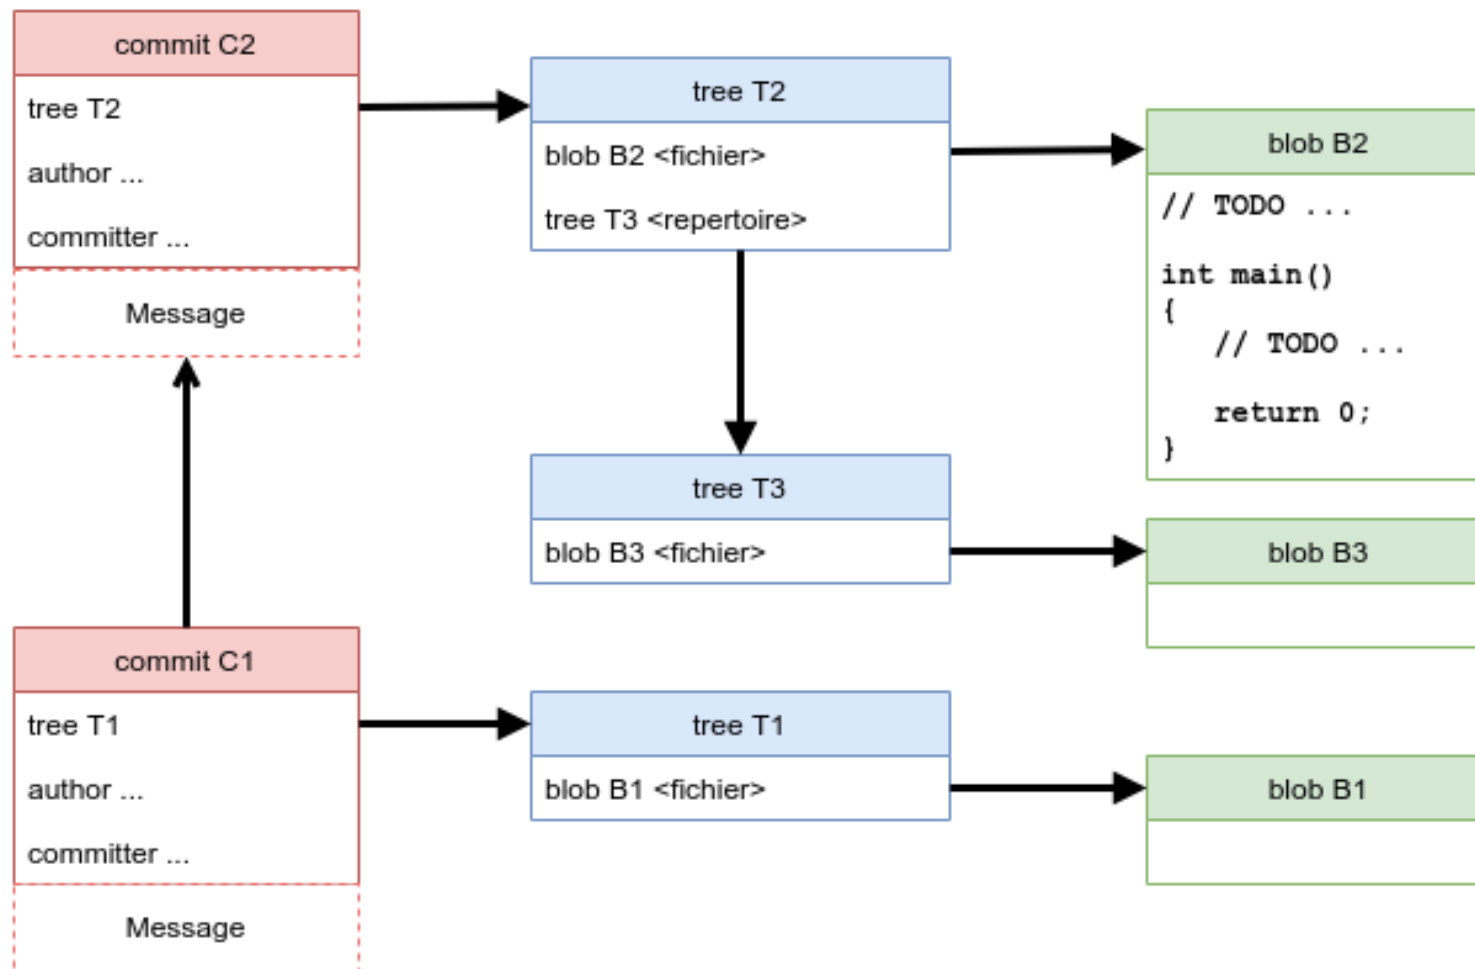 commit C2
tree T2
author ...
committer ...
Message
tree T2
blob B2 <fichier>
tree T3 <repertoire>
blob B2
// TODO ...
int main()
{
// TODO ...
return 0;
}
tree T3
blob B3 <fichier>
blob B3
commit C1
tree T1
author ...
committer ...
Message
tree T1
blob B1 <fichier>
blob B1